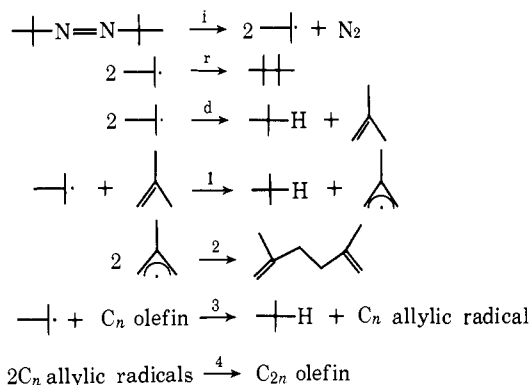 N=N i 2 · + N₂
2 · r
2 · d H + 
· + 1 H + ·
2 · 2
· + Cₙ olefin 3 H + Cₙ allylic radical
2Cₙ allylic radicals 4 C₂ₙ olefin